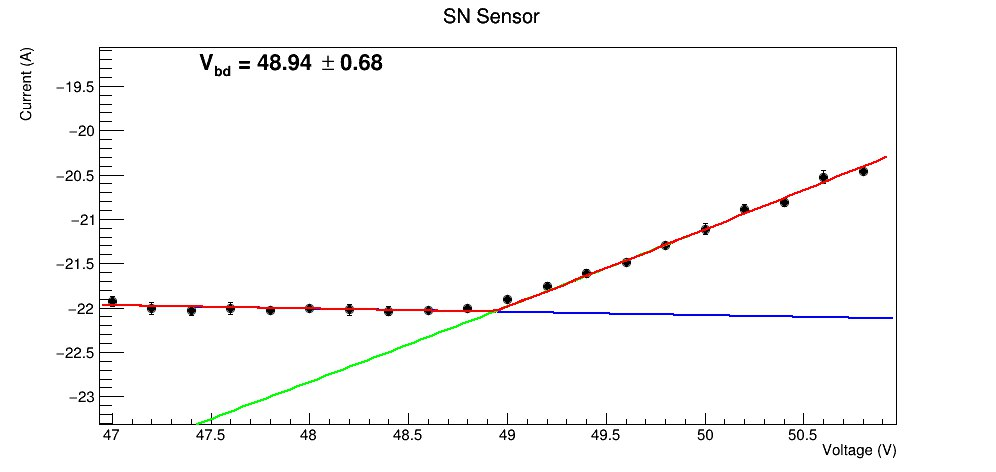 SN Sensor
Current (A)
V_bd = 48.94 ± 0.68
−19.5
−20
−20.5
−21
−21.5
−22
−22.5
−23
47 47.5 48 48.5 49 49.5 50 50.5
Voltage (V)